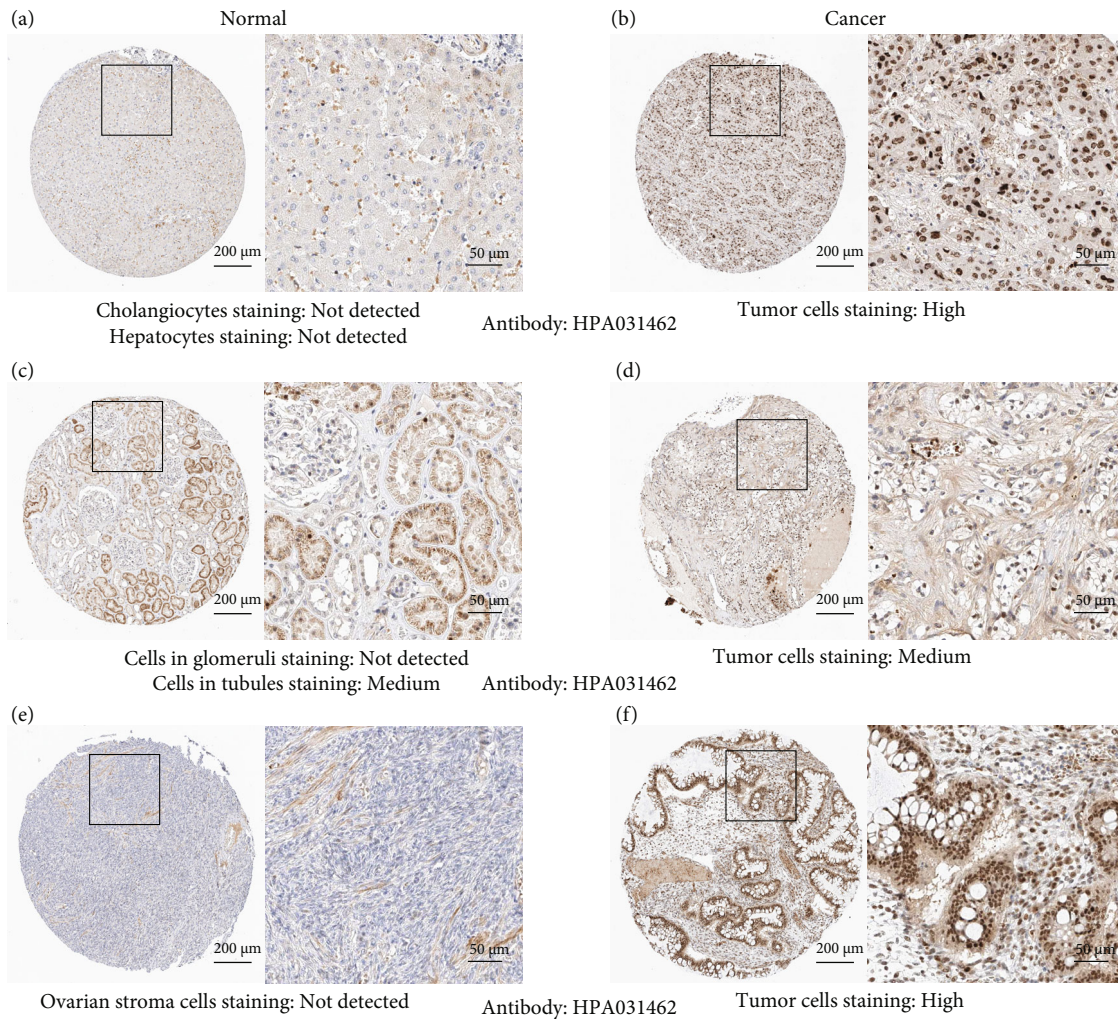 (a)
Normal
(b)
Cancer
200 μm
50 μm
200 μm
50 μm
Cholangiocytes staining: Not detected
Hepatocytes staining: Not detected
Antibody: HPA031462
Tumor cells staining: High
(c)
(d)
200 μm
50 μm
200 μm
50 μm
Cells in glomeruli staining: Not detected
Cells in tubules staining: Medium
Antibody: HPA031462
Tumor cells staining: Medium
(e)
(f)
200 μm
50 μm
200 μm
50 μm
Ovarian stroma cells staining: Not detected
Antibody: HPA031462
Tumor cells staining: High